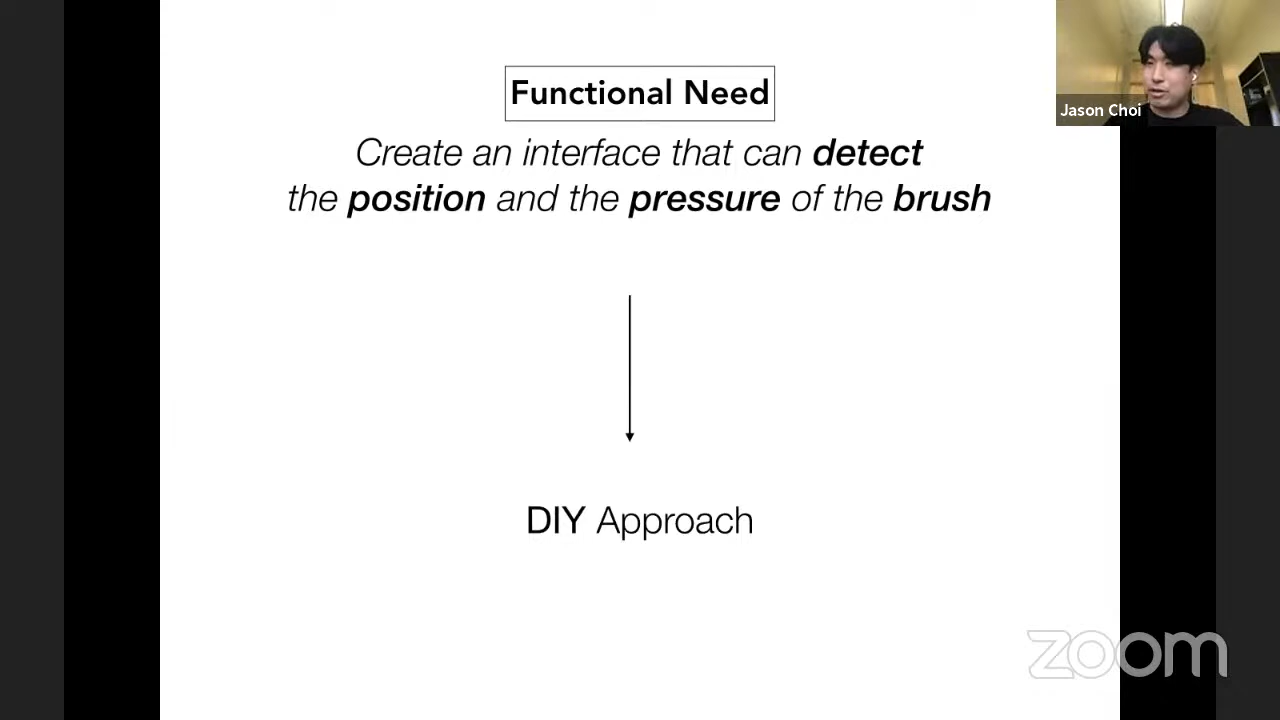 Functional Need
Create an interface that can detect
the position and the pressure of the brush
DIY Approach
Jason Choi
zoom